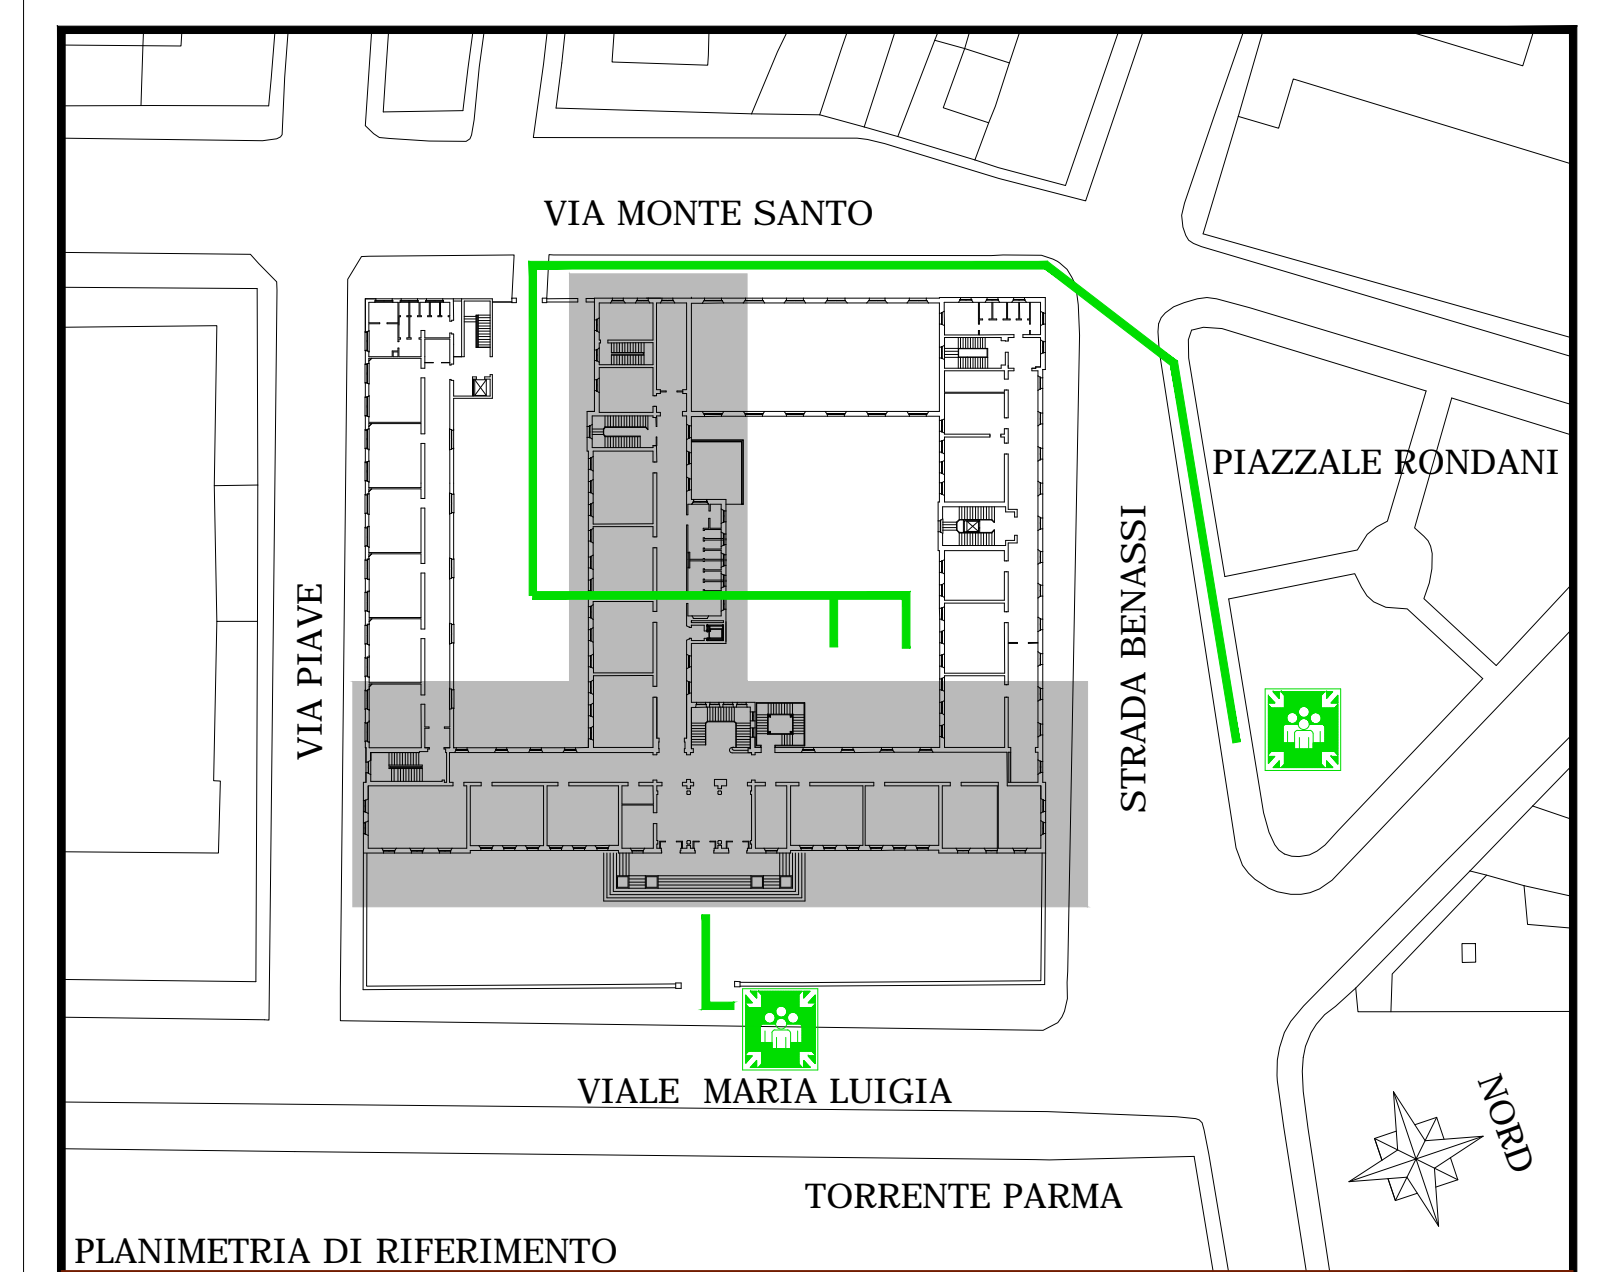 VIA MONTE SANTO
PIAZZALE RONDANI
STRADA BENASSI
VIA PIAVE
VIALE MARIA LUIGIA
NORD
TORRENTE PARMA
PLANIMETRIA DI RIFERIMENTO